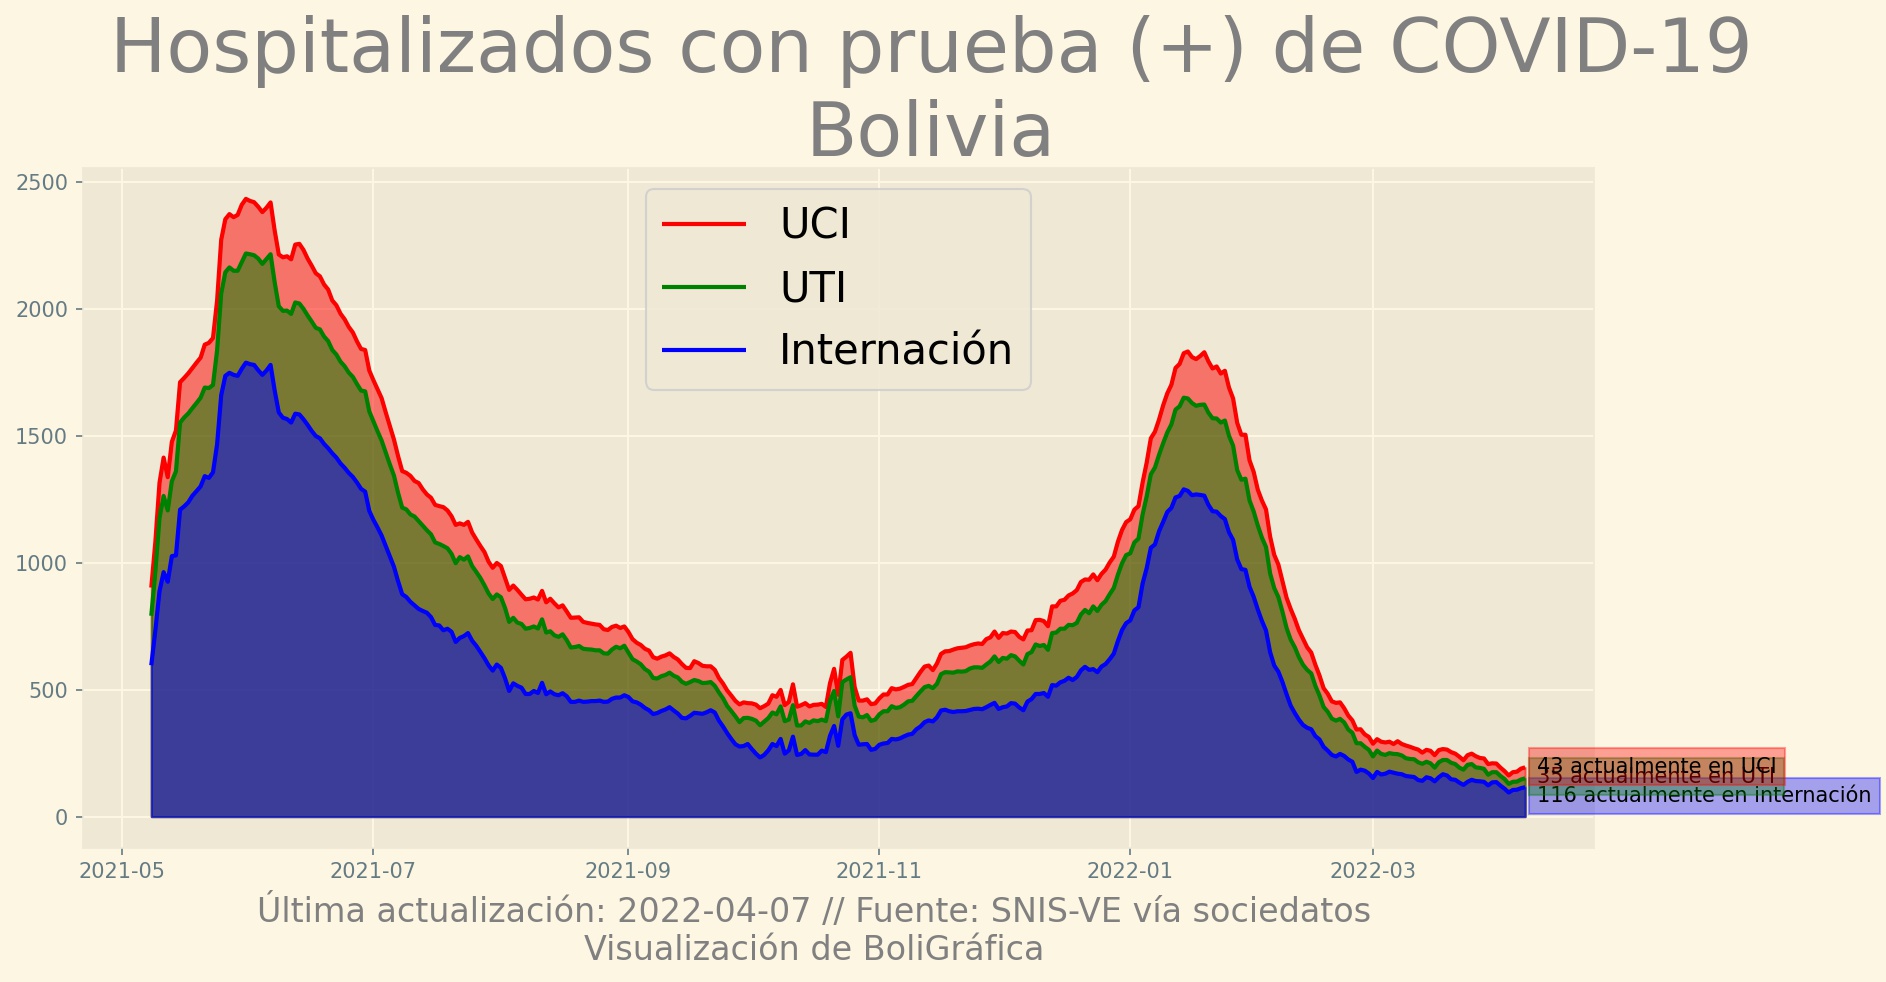 Hospitalizados con prueba (+) de COVID-19
Bolivia
2500
2000
1500
1000
500
0
UCI
UTI
Internación
43 actualmente en UCI
35 actualmente en UTI
116 actualmente en internación
2021-05 2021-07 2021-09 2021-11 2022-01 2022-03
Última actualización: 2022-04-07 // Fuente: SNIS-VE vía sociedatos
Visualización de BoliGráfica